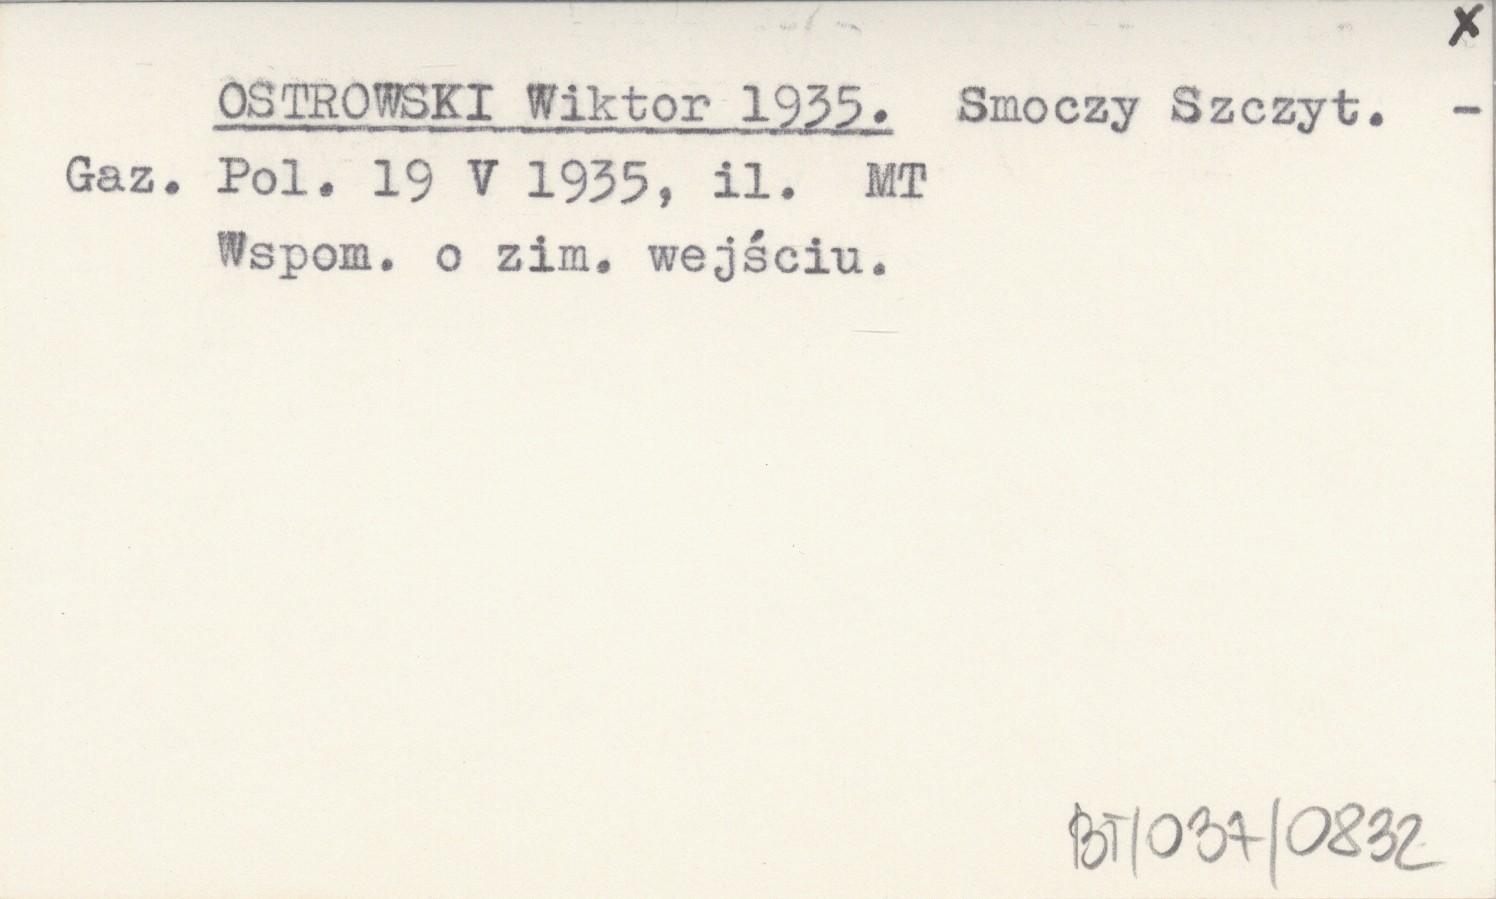 x
OSTROWSKI Wiktor 1935. Smoczy Szczyt. -
Gaz. Pol. 19 V 1935, il. MT
Wspom. o zim. wejściu.
BT/037/0832